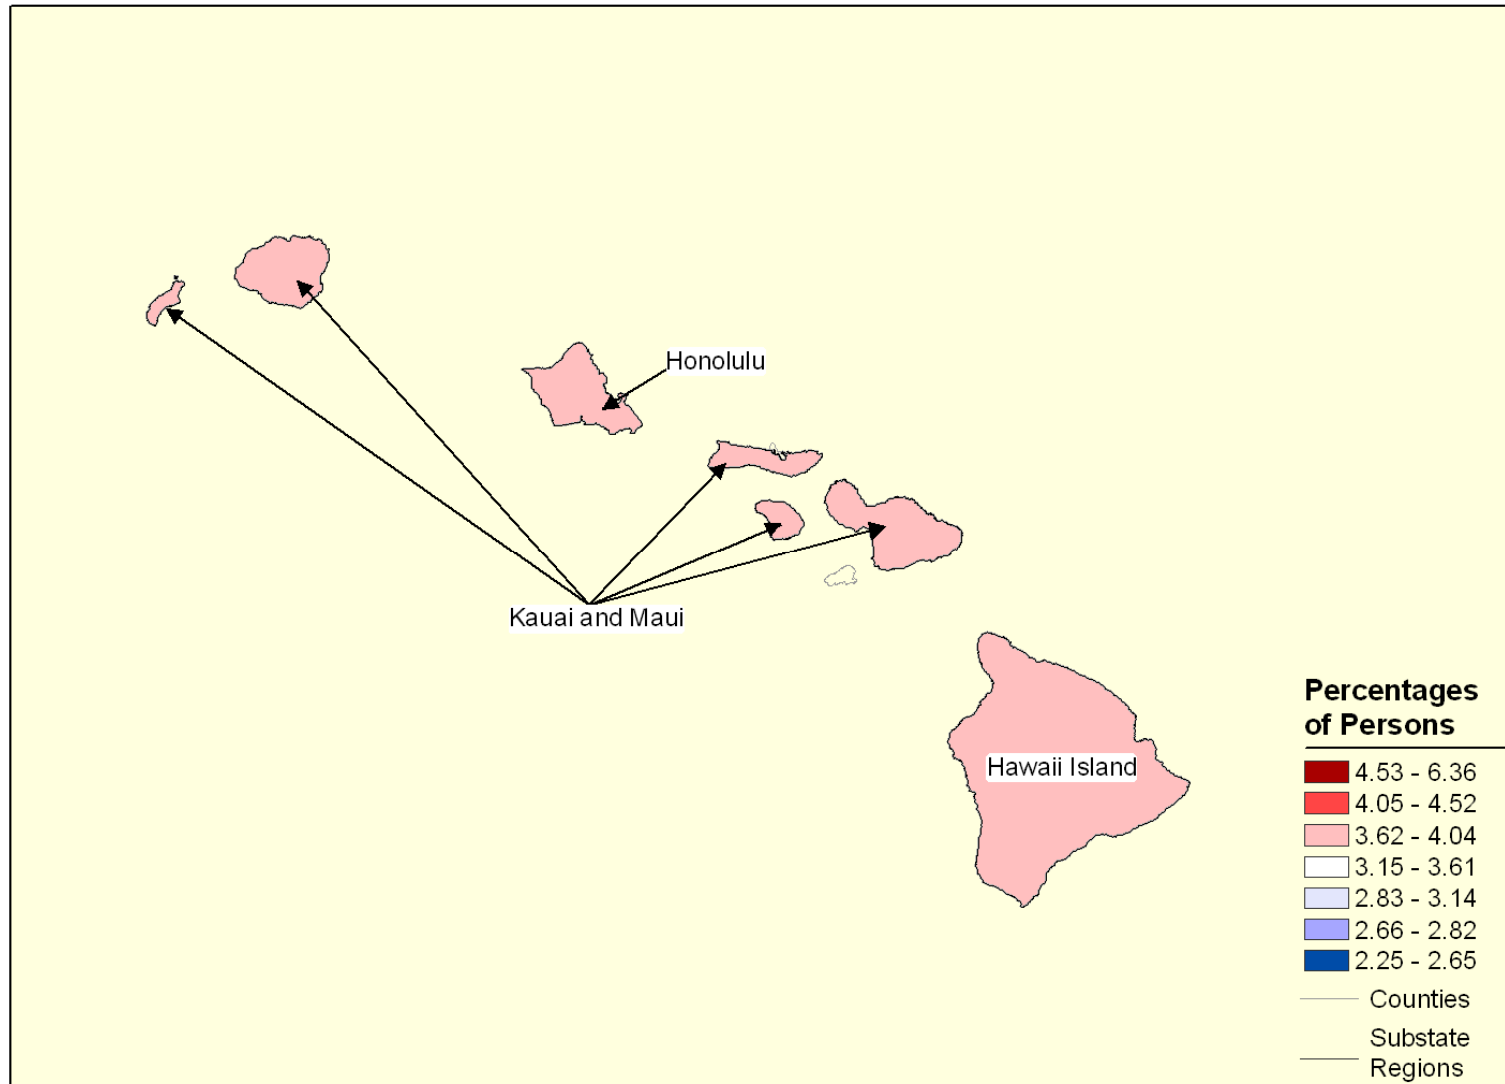 Honolulu
Kauai and Maui
Hawaii Island
Percentages
of Persons
4.53 - 6.36
4.05 - 4.52
3.62 - 4.04
3.15 - 3.61
2.83 - 3.14
2.66 - 2.82
2.25 - 2.65
Counties
Substate
Regions